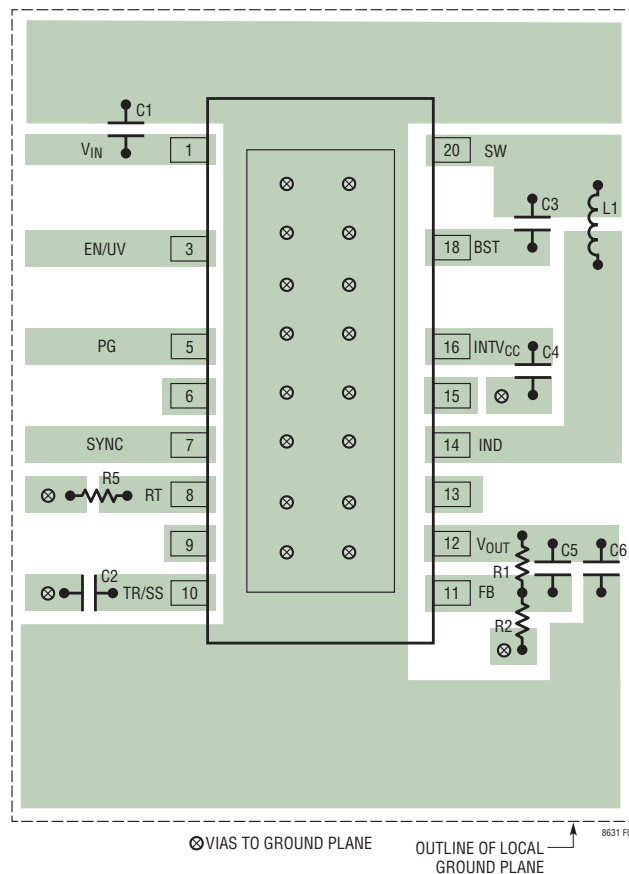 C1
VIN 1 20 SW
C3 L1
EN/UV 3 18 BST
PG 5 16 INTVCC C4
6 15
SYNC 7 14 IND
R5
RT 8 13
9 12 VOUT C5 C6
R1
C2
TR/SS 10 11 FB
R2
VIAS TO GROUND PLANE
OUTLINE OF LOCAL
GROUND PLANE
8631